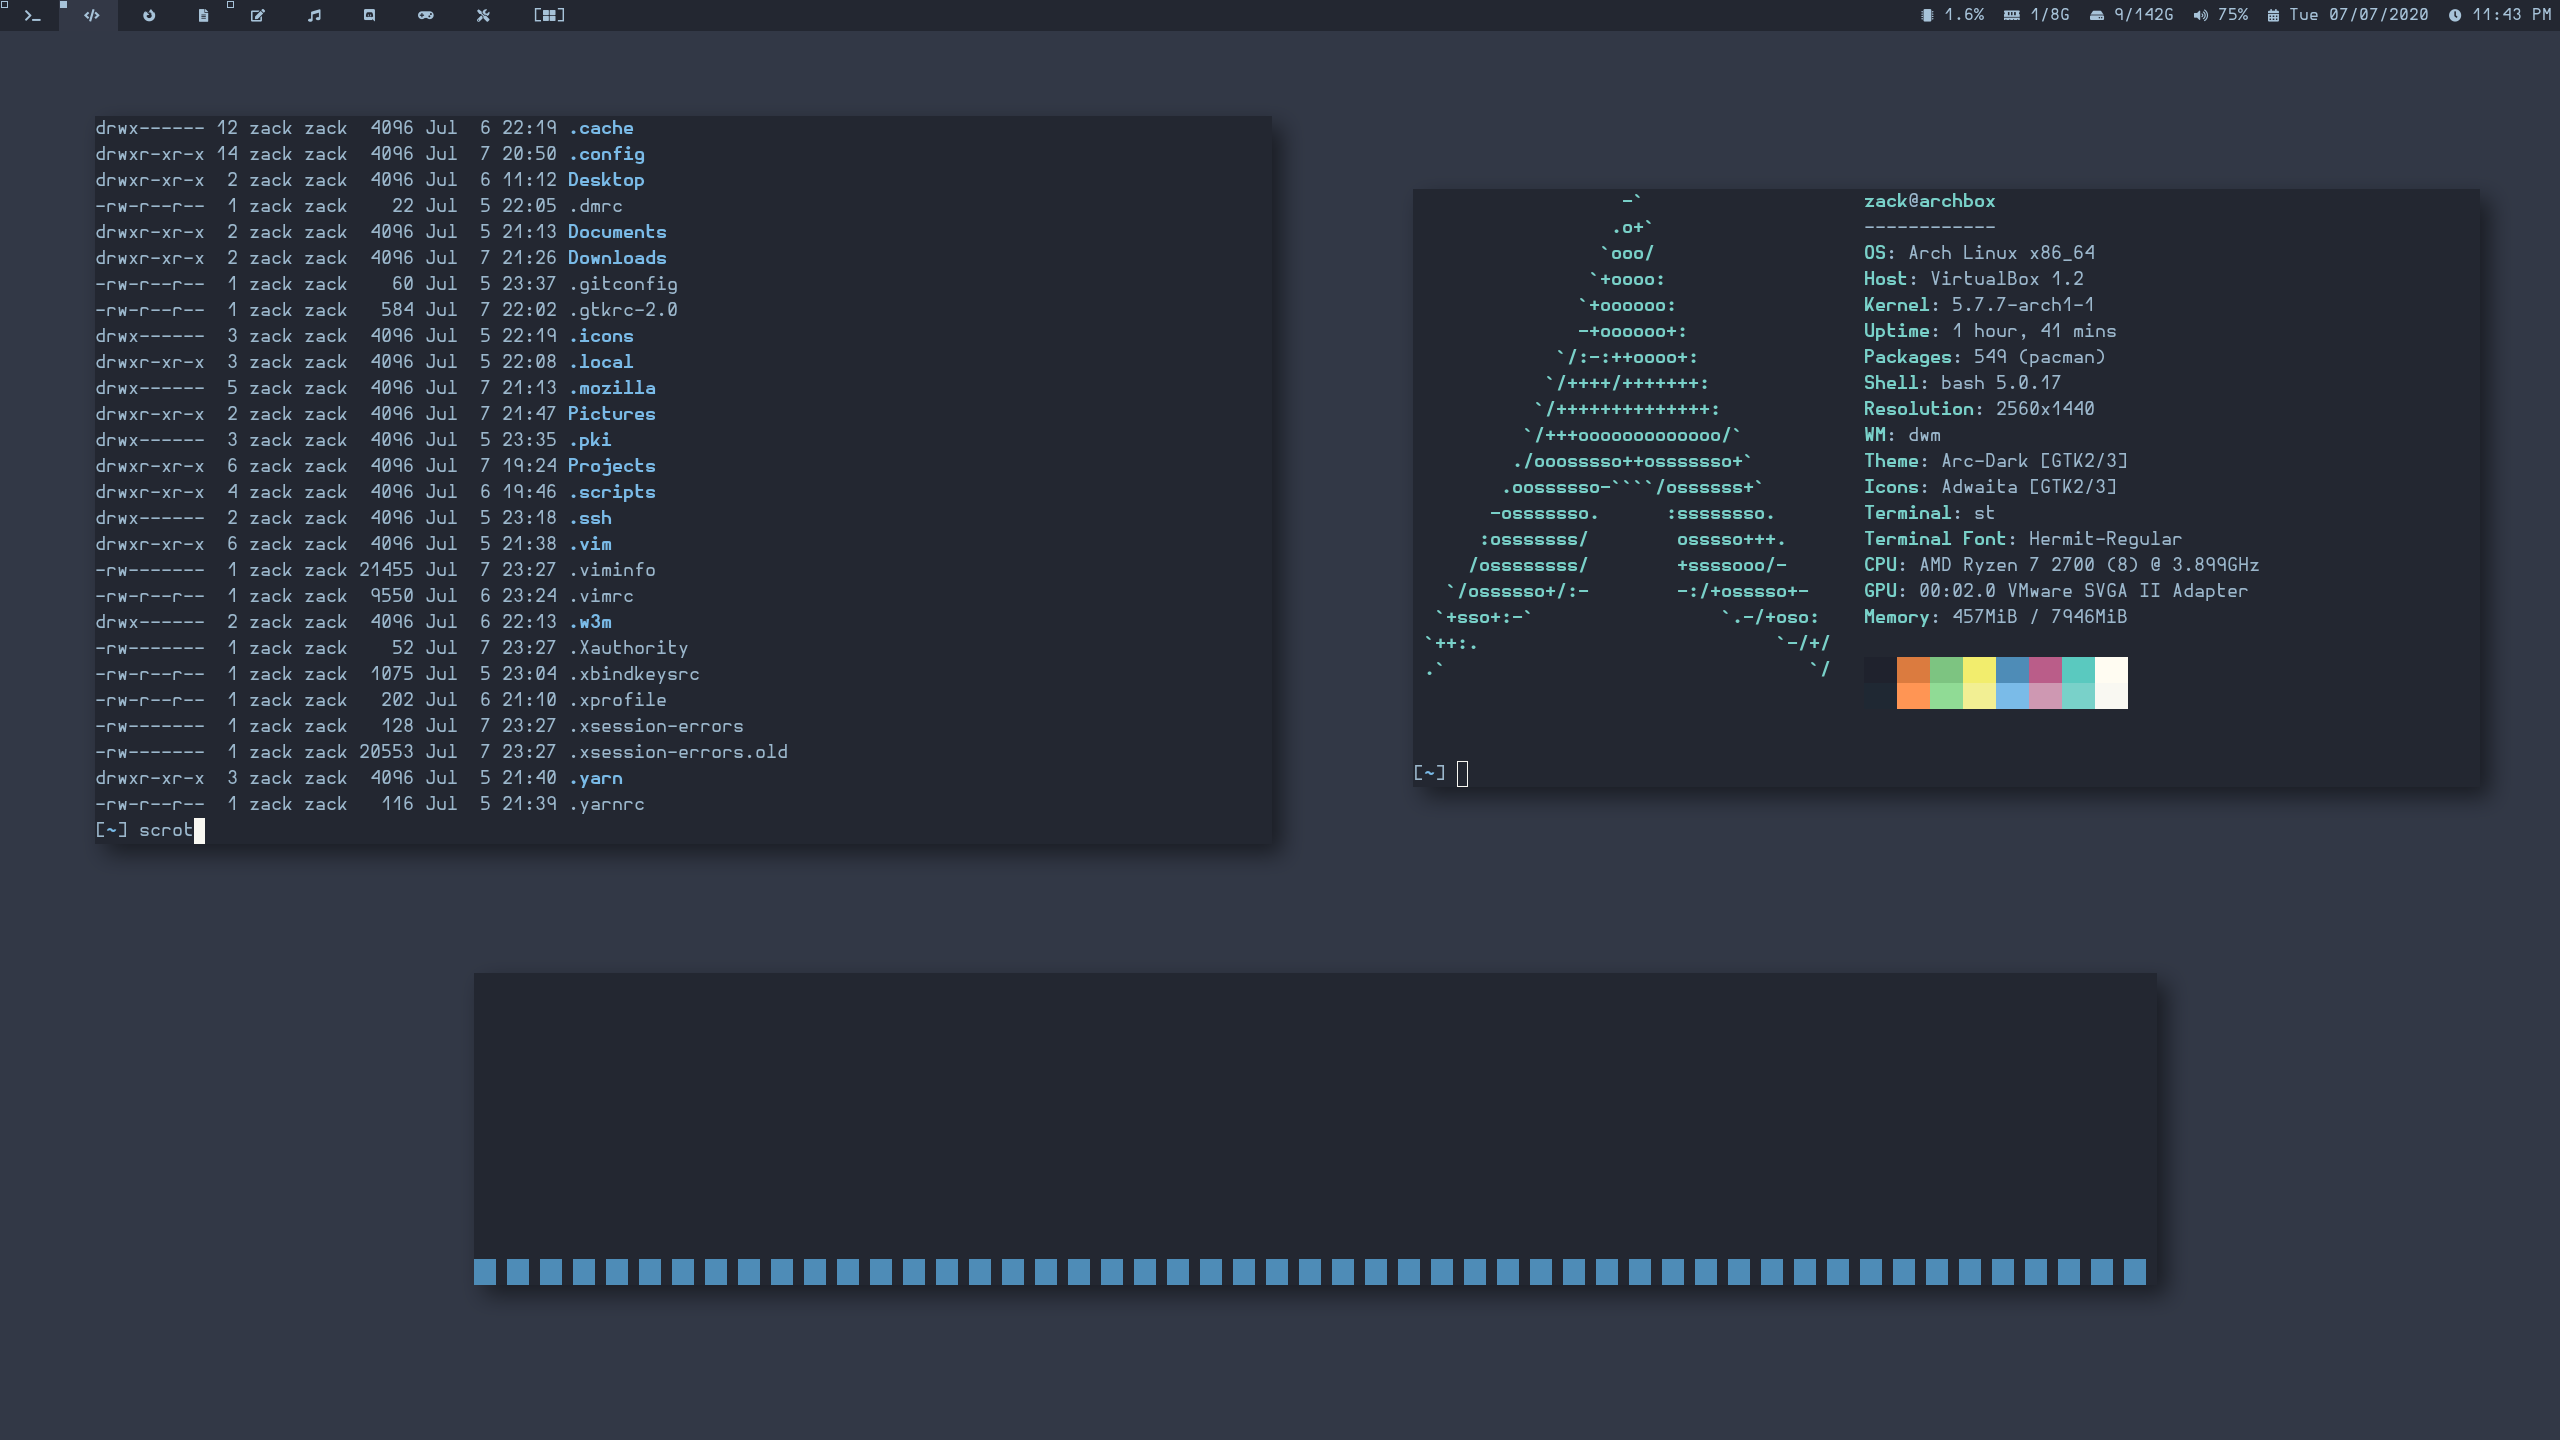 1.6% 1/8G 9/142G 75% Tue 07/07/2020 11:43 PM
drwx------ 12 zack zack  4096 Jul  6 22:19 .cache
drwxr-xr-x 14 zack zack  4096 Jul  7 20:50 .config
drwxr-xr-x  2 zack zack  4096 Jul  6 11:12 Desktop
-rw-r--r--  1 zack zack    22 Jul  5 22:05 .dmrc
drwxr-xr-x  2 zack zack  4096 Jul  5 21:13 Documents
drwxr-xr-x  2 zack zack  4096 Jul  7 21:26 Downloads
-rw-r--r--  1 zack zack    60 Jul  5 23:37 .gitconfig
-rw-r--r--  1 zack zack   584 Jul  7 22:02 .gtkrc-2.0
drwx------  3 zack zack  4096 Jul  5 22:19 .icons
drwxr-xr-x  3 zack zack  4096 Jul  5 22:08 .local
drwx------  5 zack zack  4096 Jul  7 21:13 .mozilla
drwxr-xr-x  2 zack zack  4096 Jul  7 21:47 Pictures
drwx------  3 zack zack  4096 Jul  5 23:35 .pki
drwxr-xr-x  6 zack zack  4096 Jul  7 19:24 Projects
drwxr-xr-x  4 zack zack  4096 Jul  6 19:46 .scripts
drwx------  2 zack zack  4096 Jul  5 23:18 .ssh
drwxr-xr-x  6 zack zack  4096 Jul  5 21:38 .vim
-rw-------  1 zack zack 21455 Jul  7 23:27 .viminfo
-rw-r--r--  1 zack zack  9550 Jul  6 23:24 .vimrc
drwx------  2 zack zack  4096 Jul  6 22:13 .w3m
-rw-------  1 zack zack    52 Jul  7 23:27 .Xauthority
-rw-r--r--  1 zack zack  1075 Jul  5 23:04 .xbindkeysrc
-rw-r--r--  1 zack zack   202 Jul  6 21:10 .xprofile
-rw-------  1 zack zack   128 Jul  7 23:27 .xsession-errors
-rw-------  1 zack zack 20553 Jul  7 23:27 .xsession-errors.old
drwxr-xr-x  3 zack zack  4096 Jul  5 21:40 .yarn
-rw-r--r--  1 zack zack   116 Jul  5 21:39 .yarnrc
[~] scrot
zack@archbox
------------
OS: Arch Linux x86_64
Host: VirtualBox 1.2
Kernel: 5.7.7-arch1-1
Uptime: 1 hour, 41 mins
Packages: 549 (pacman)
Shell: bash 5.0.17
Resolution: 2560x1440
WM: dwm
Theme: Arc-Dark [GTK2/3]
Icons: Adwaita [GTK2/3]
Terminal: st
Terminal Font: Hermit-Regular
CPU: AMD Ryzen 7 2700 (8) @ 3.899GHz
GPU: 00:02.0 VMware SVGA II Adapter
Memory: 457MiB / 7946MiB
[~]